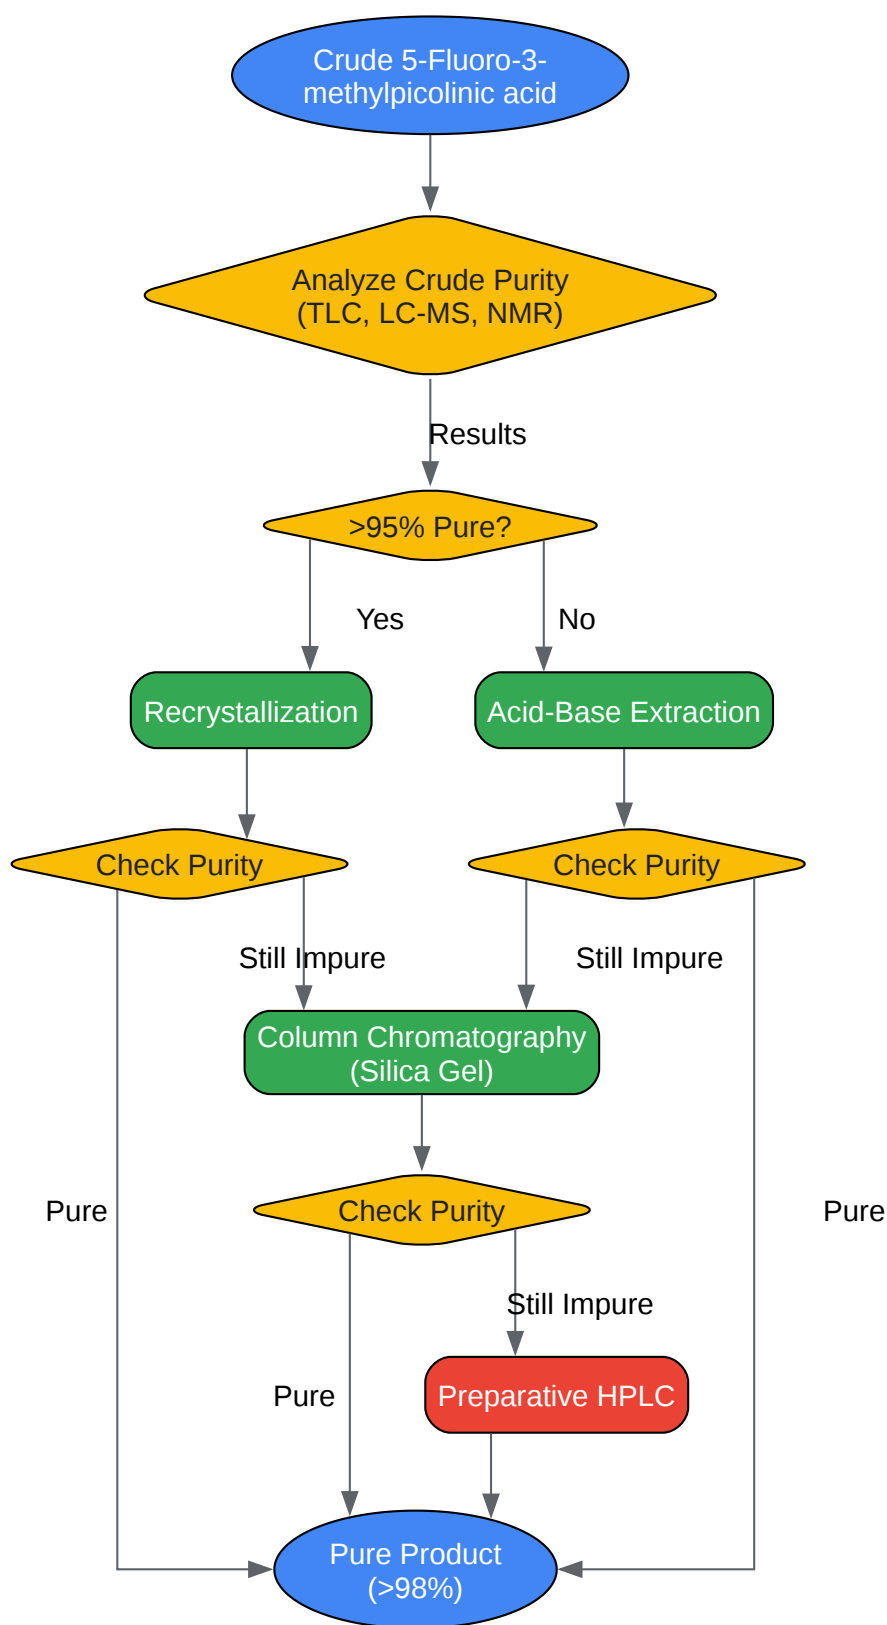 Crude 5-Fluoro-3-
methylpicolinic acid
Analyze Crude Purity
(TLC, LC-MS, NMR)
Results
>95% Pure?
Yes
No
Recrystallization
Acid-Base Extraction
Check Purity
Check Purity
Still Impure
Still Impure
Column Chromatography
(Silica Gel)
Pure
Check Purity
Pure
Still Impure
Pure
Preparative HPLC
Pure Product
(>98%)